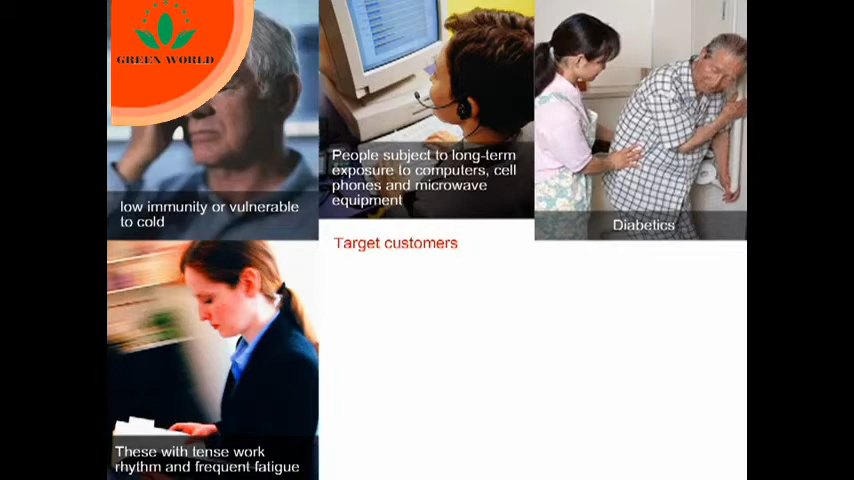 GREEN WORLD
low immunity or vulnerable
to cold
People subject to long-term
exposure to computers, cell
phones and microwave
equipment
Diabetics
Target customers
These with tense work
rhythm and frequent fatigue